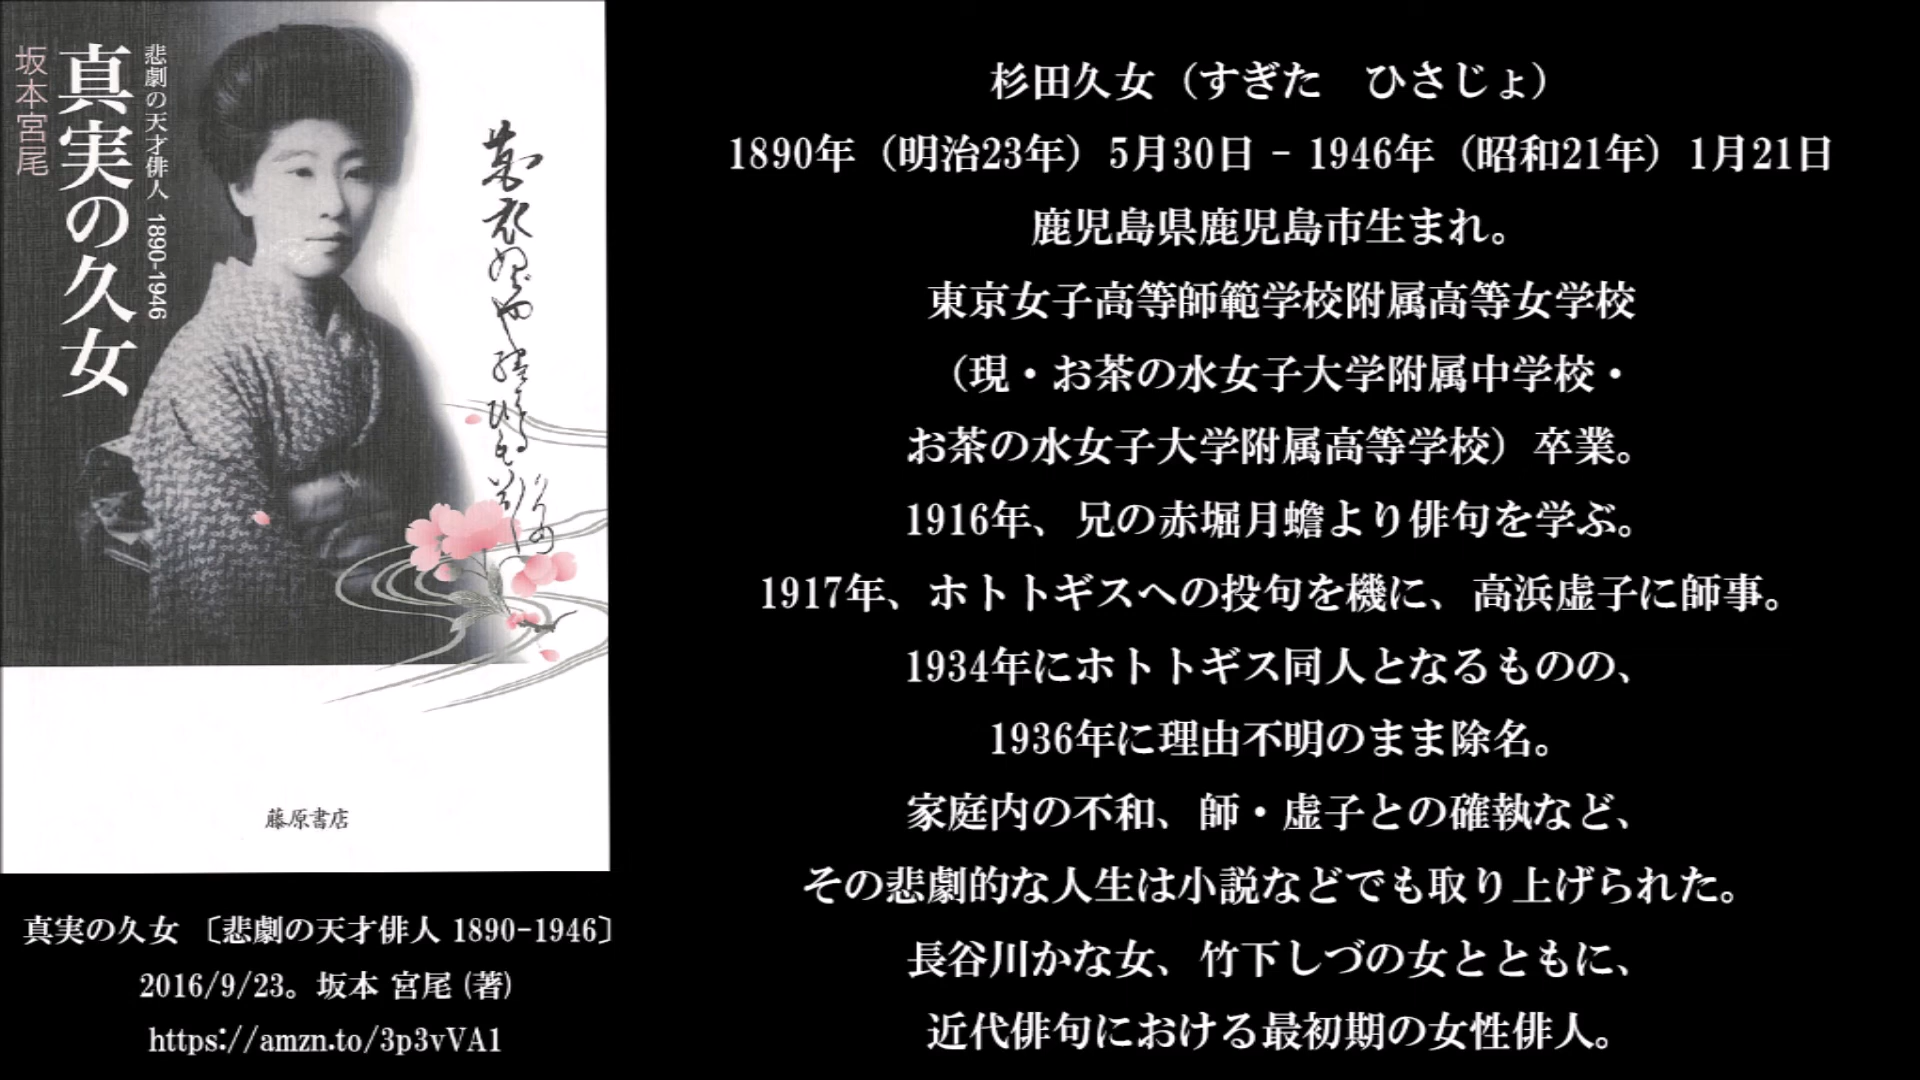 悲劇の天才俳人 1890-1946
真実の久女
坂本宮尾
藤原書店
真実の久女 〔悲劇の天才俳人 1890-1946〕
2016/9/23。坂本 宮尾 (著)
https://amzn.to/3p3vVA1
杉田久女（すぎた　ひさじょ）
1890年（明治23年）5月30日 - 1946年（昭和21年）1月21日
鹿児島県鹿児島市生まれ。
東京女子高等師範学校附属高等女学校
（現・お茶の水女子大学附属中学校・
お茶の水女子大学附属高等学校）卒業。
1916年、兄の赤堀月蟾より俳句を学ぶ。
1917年、ホトトギスへの投句を機に、高浜虚子に師事。
1934年にホトトギス同人となるものの、
1936年に理由不明のまま除名。
家庭内の不和、師・虚子との確執など、
その悲劇的な人生は小説などでも取り上げられた。
長谷川かな女、竹下しづの女とともに、
近代俳句における最初期の女性俳人。